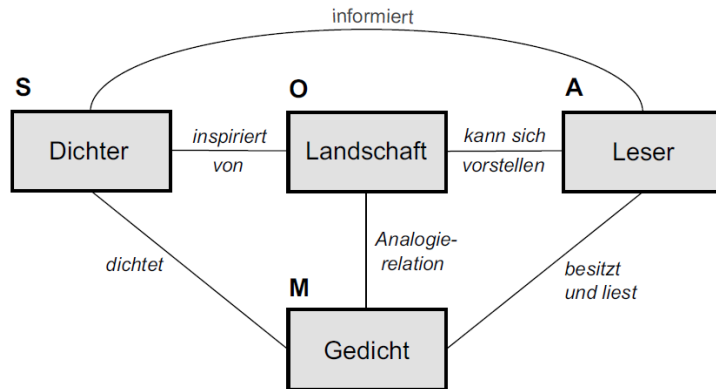 informiert
S
O
A
Dichter
inspiriert
von
Landschaft
kann sich
vorstellen
Leser
dichtet
Analogie-
relation
besitzt
und liest
M
Gedicht